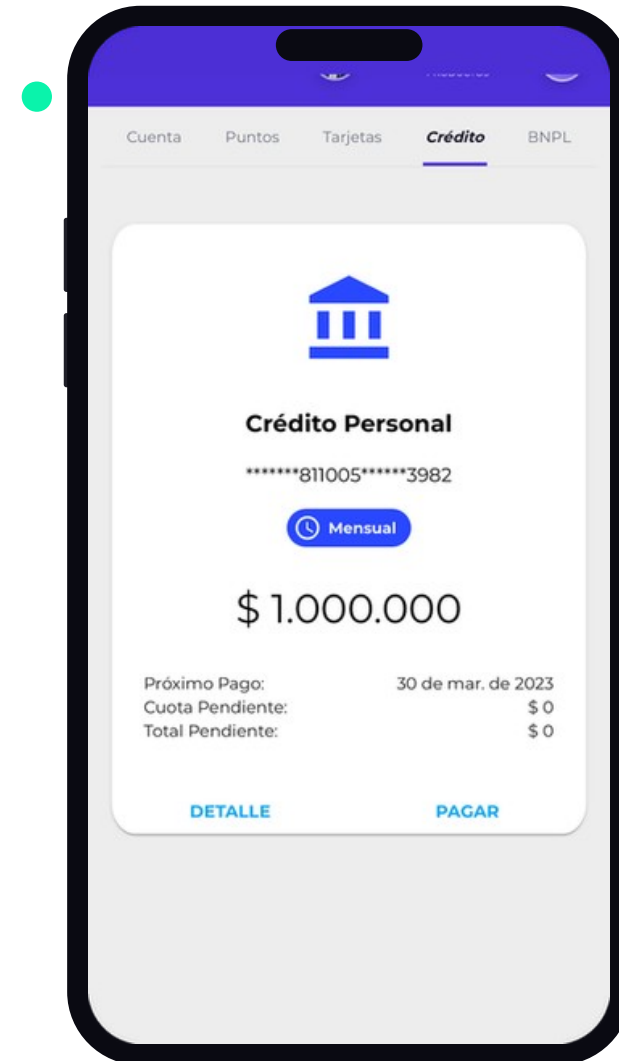 Cuenta Puntos Tarjetas Crédito BNPL
Crédito Personal
*******811005******3982
Mensual
$ 1.000.000
Próximo Pago: 30 de mar. de 2023
Cuota Pendiente: $ 0
Total Pendiente: $ 0
DETALLE PAGAR